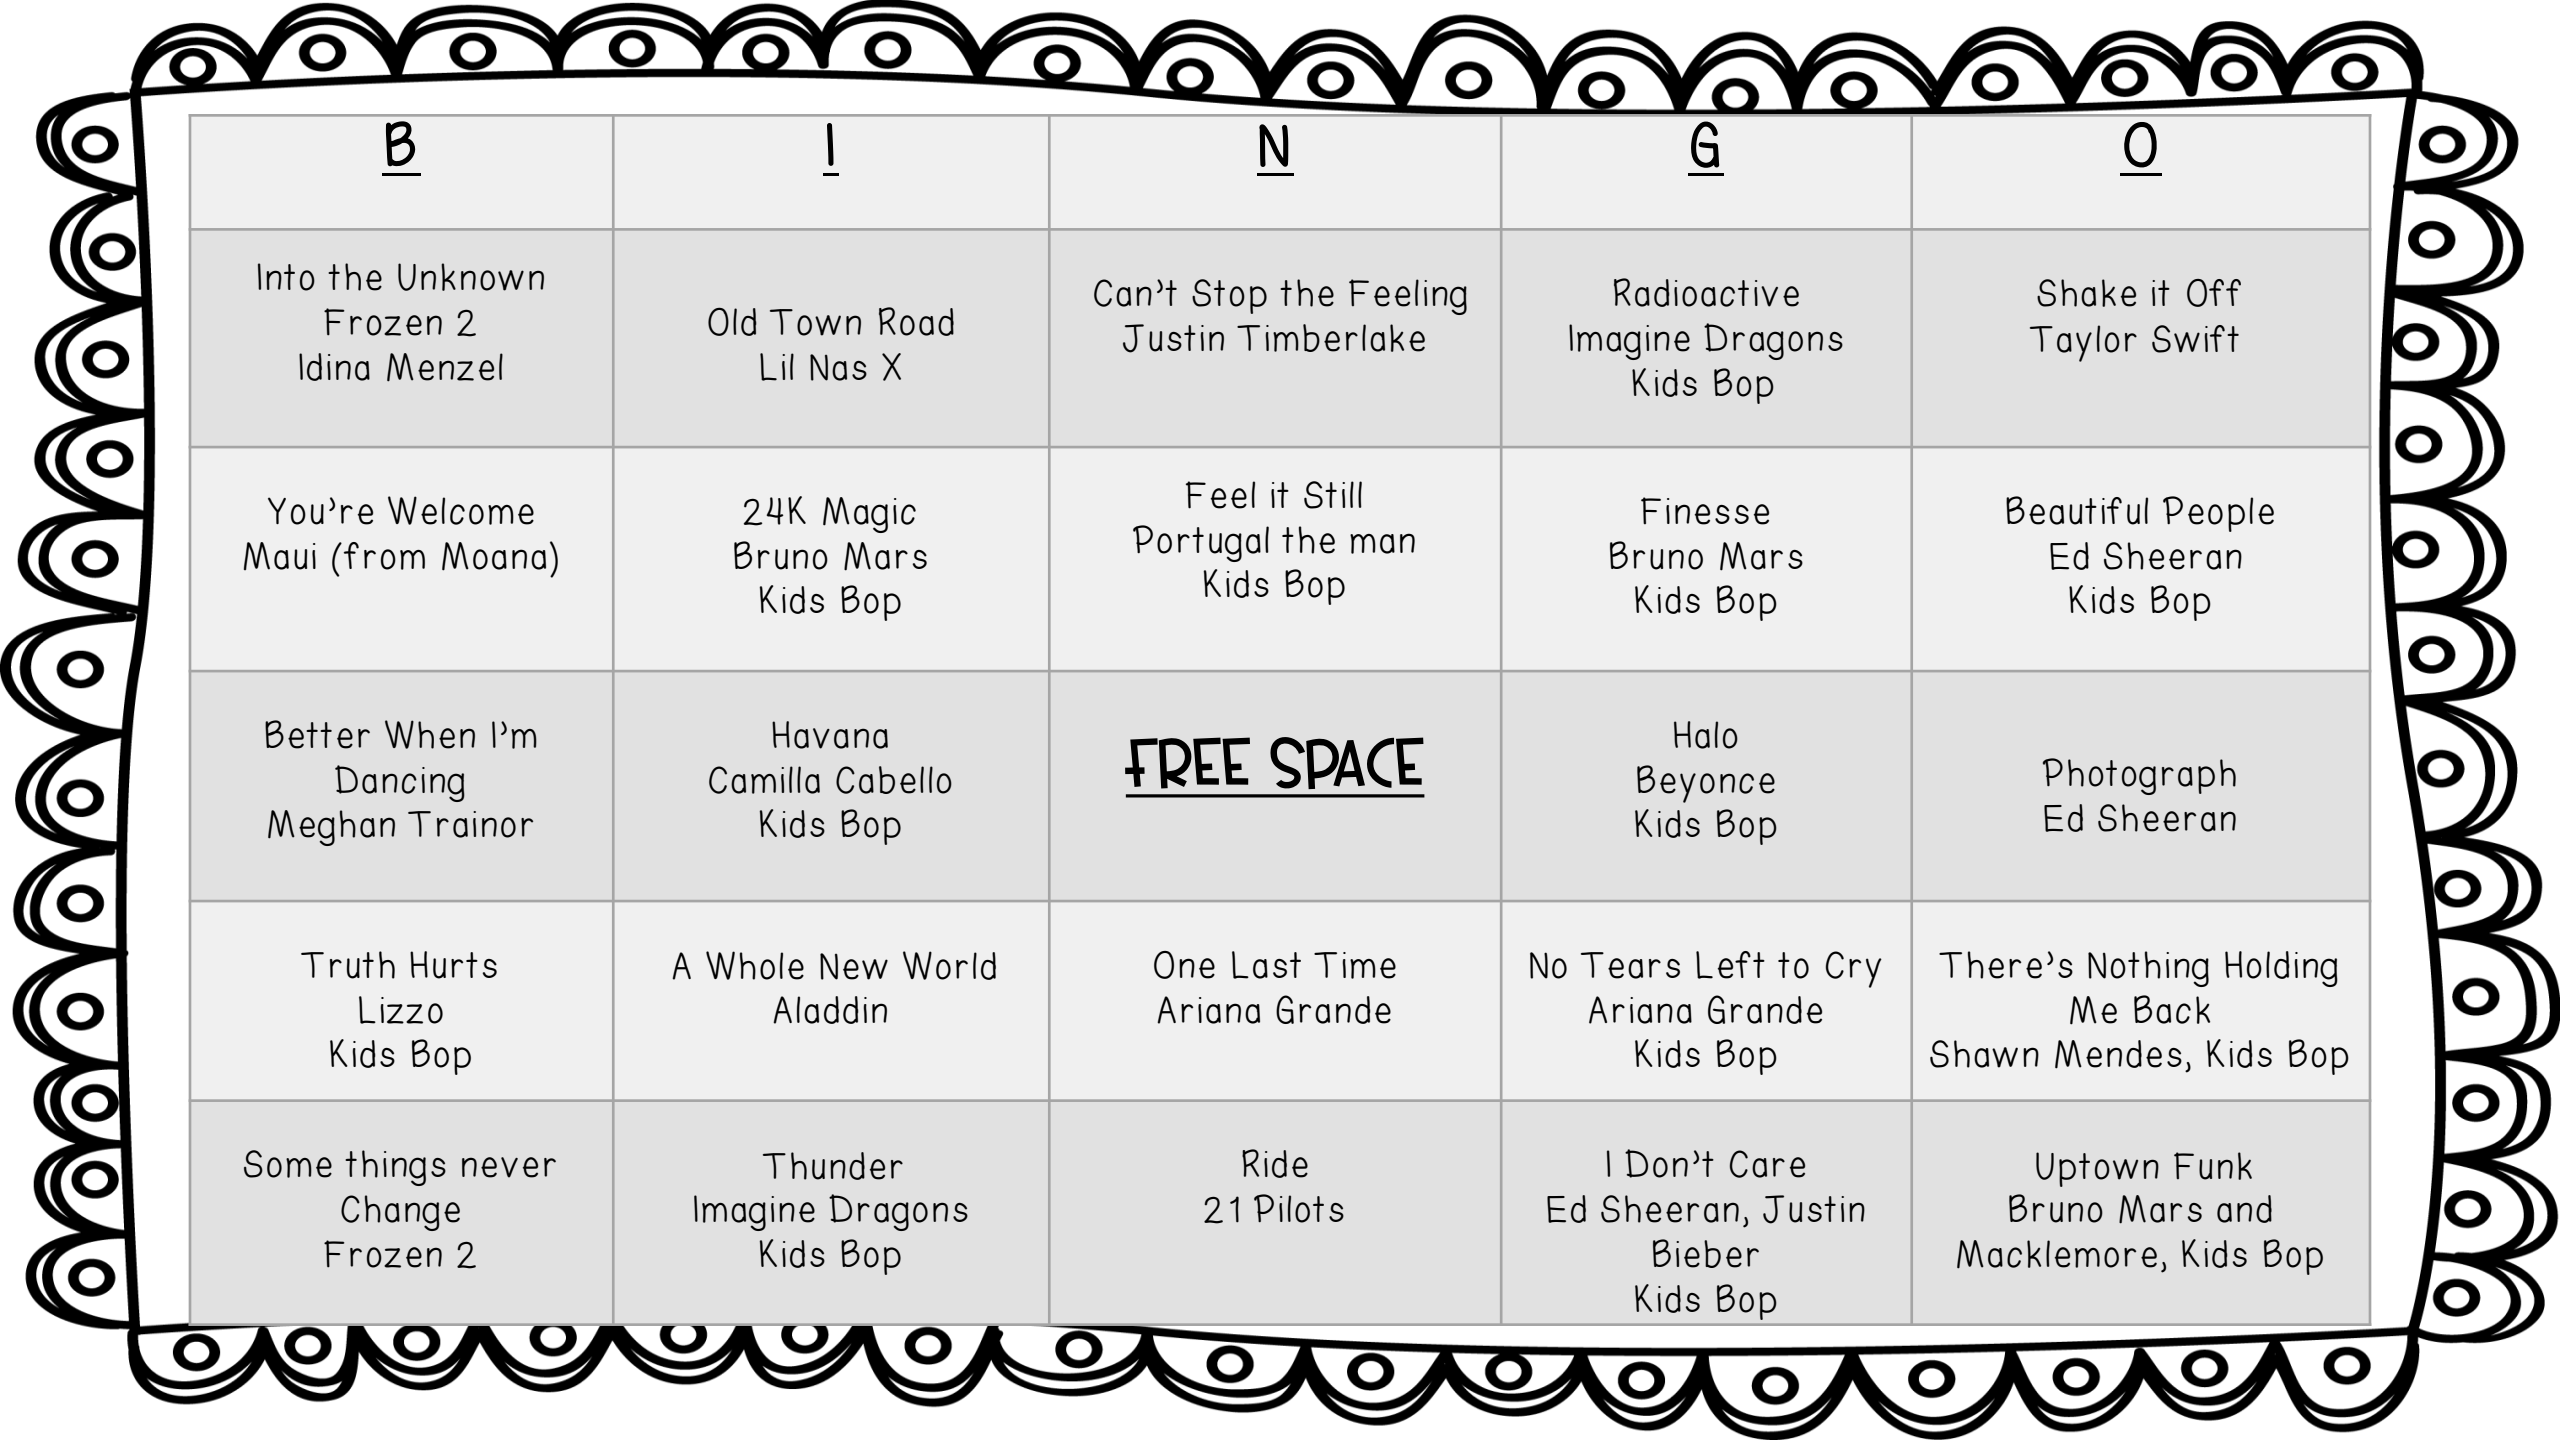 B
I
N
G
O
Into the Unknown
Frozen 2
Idina Menzel
Old Town Road
Lil Nas X
Can't Stop the Feeling
Justin Timberlake
Radioactive
Imagine Dragons
Kids Bop
Shake it Off
Taylor Swift
You're Welcome
Maui (from Moana)
24K Magic
Bruno Mars
Kids Bop
Feel it Still
Portugal the man
Kids Bop
Finesse
Bruno Mars
Kids Bop
Beautiful People
Ed Sheeran
Kids Bop
Better When I'm
Dancing
Meghan Trainor
Havana
Camilla Cabello
Kids Bop
FREE SPACE
Halo
Beyonce
Kids Bop
Photograph
Ed Sheeran
Truth Hurts
Lizzo
Kids Bop
A Whole New World
Aladdin
One Last Time
Ariana Grande
No Tears Left to Cry
Ariana Grande
Kids Bop
There's Nothing Holding
Me Back
Shawn Mendes, Kids Bop
Some things never
Change
Frozen 2
Thunder
Imagine Dragons
Kids Bop
Ride
21 Pilots
I Don't Care
Ed Sheeran, Justin
Bieber
Kids Bop
Uptown Funk
Bruno Mars and
Macklemore, Kids Bop